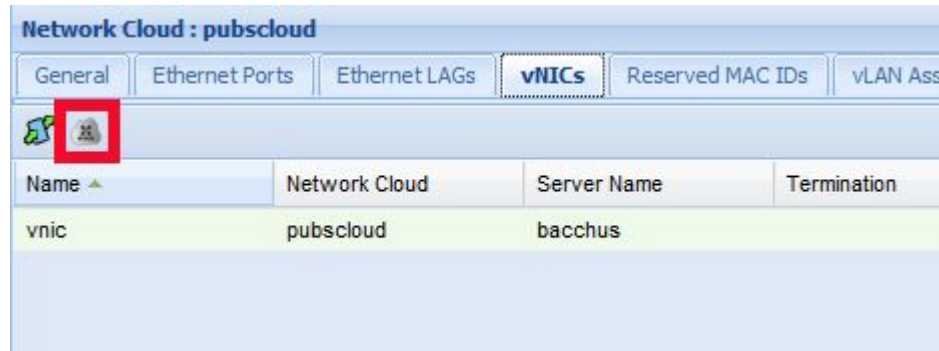 Network Cloud : pubscloud
General Ethernet Ports Ethernet LAGs vNICs Reserved MAC IDs vLAN Ass
Name Network Cloud Server Name Termination
vnic pubscloud bacchus